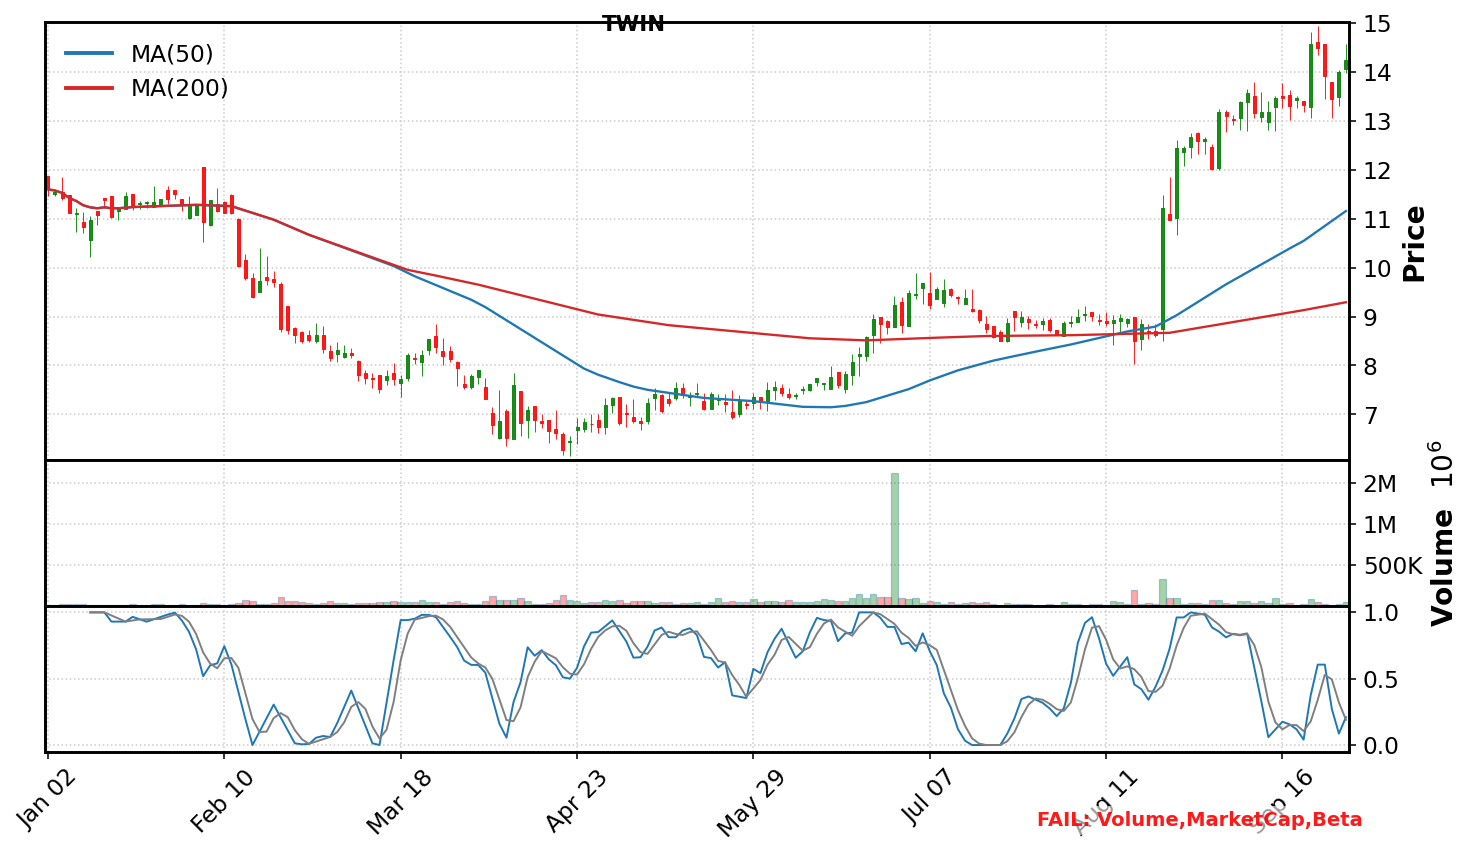 TWIN
MA(50)
MA(200)
15
14
13
12
11
10
9
8
7
Price
2M
1M
500K
Volume 10^6
1.0
0.5
0.0
Jan 02
Feb 10
Mar 18
Apr 23
May 29
Jul 07
Aug 11
Sep 16
FAIL: Volume,MarketCap,Beta